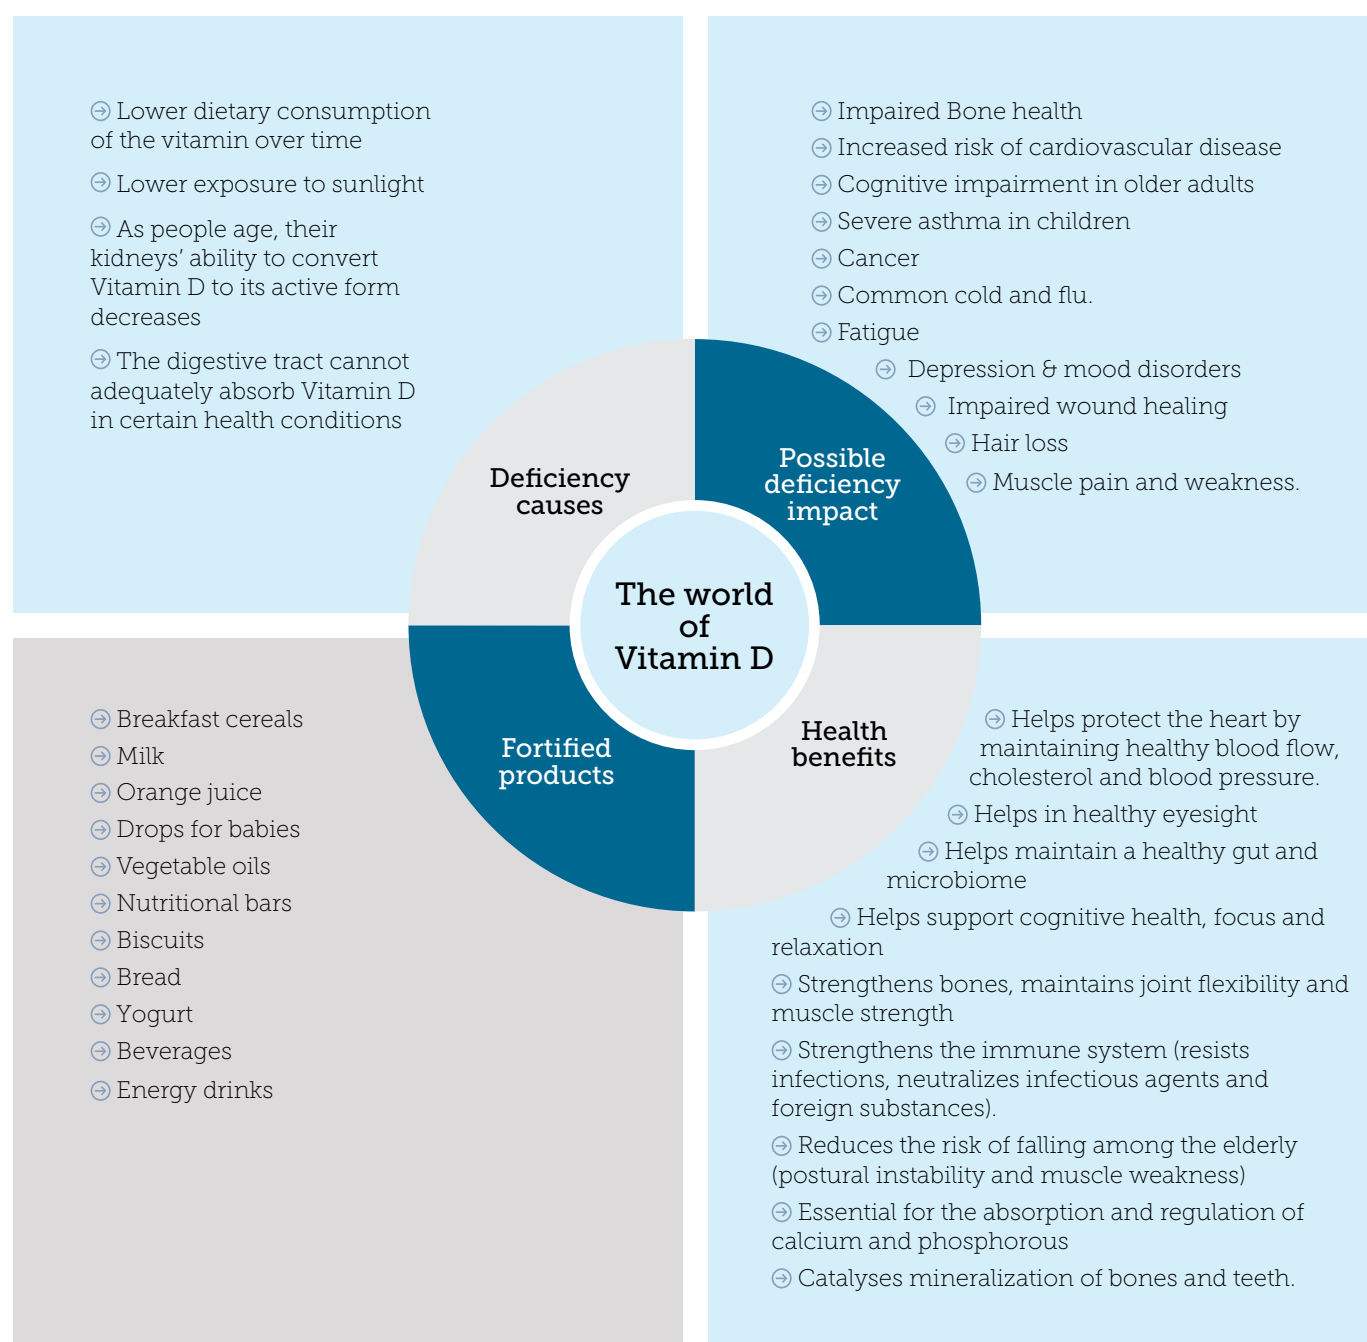 Lower dietary consumption
of the vitamin over time
Lower exposure to sunlight
As people age, their
kidneys’ ability to convert
Vitamin D to its active form
decreases
The digestive tract cannot
adequately absorb Vitamin D
in certain health conditions
Impaired Bone health
Increased risk of cardiovascular disease
Cognitive impairment in older adults
Severe asthma in children
Cancer
Common cold and flu.
Fatigue
Depression & mood disorders
Impaired wound healing
Hair loss
Muscle pain and weakness.
Deficiency
causes
Possible
deficiency
impact
The world
of
Vitamin D
Fortified
products
Health
benefits
Breakfast cereals
Milk
Orange juice
Drops for babies
Vegetable oils
Nutritional bars
Biscuits
Bread
Yogurt
Beverages
Energy drinks
Helps protect the heart by
maintaining healthy blood flow,
cholesterol and blood pressure.
Helps in healthy eyesight
Helps maintain a healthy gut and
microbiome
Helps support cognitive health, focus and
relaxation
Strengthens bones, maintains joint flexibility and
muscle strength
Strengthens the immune system (resists
infections, neutralizes infectious agents and
foreign substances).
Reduces the risk of falling among the elderly
(postural instability and muscle weakness)
Essential for the absorption and regulation of
calcium and phosphorous
Catalyses mineralization of bones and teeth.